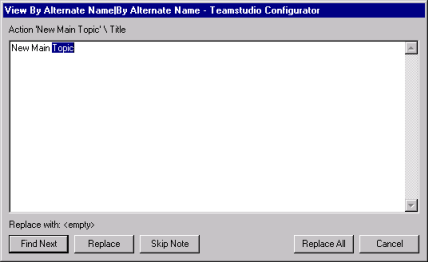 View By Alternate Name|By Alternate Name - Teamstudio Configurator
Action 'New Main Topic' \ Title
New Main Topic
Replace with: <empty>
Find Next Replace Skip Note Replace All Cancel